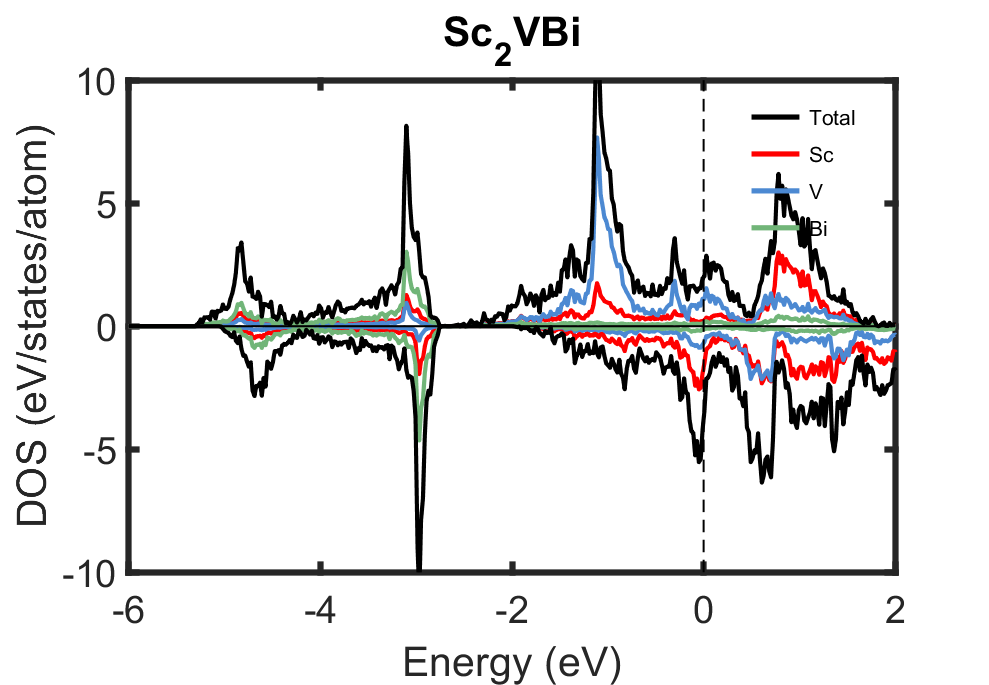 Sc2VBi
DOS (eV/states/atom)
10
5
0
-5
-10
Total
Sc
V
Bi
-6 -4 -2 0 2
Energy (eV)